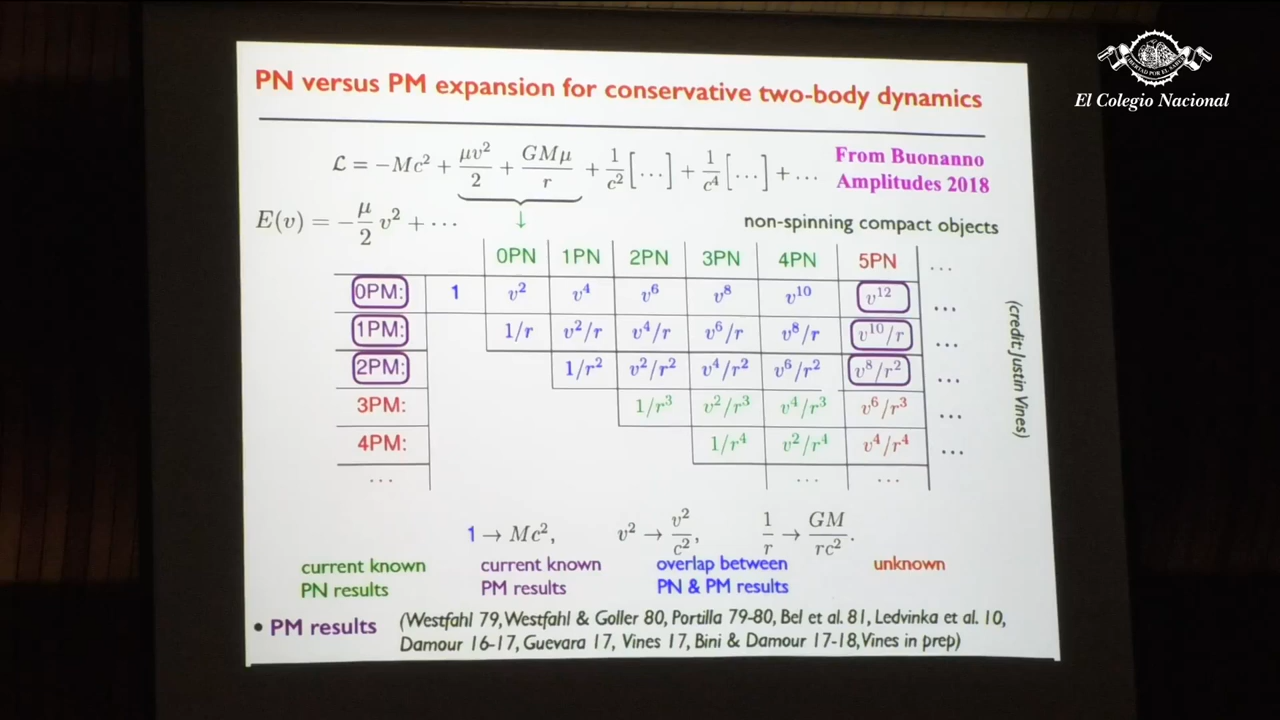 El Colegio Nacional
PN versus PM expansion for conservative two-body dynamics
ℒ = −Mc² + μv²/2 + GMμ/r + 1/c² [...] + 1/c⁴ [...] + ...
From Buonanno
Amplitudes 2018
E(v) = −μ/2 v² + ...
non-spinning compact objects
0PN 1PN 2PN 3PN 4PN 5PN ...
0PM: 1 v² v⁴ v⁶ v⁸ v¹⁰ v¹² ...
1PM: 1/r v²/r v⁴/r v⁶/r v⁸/r v¹⁰/r ...
2PM: 1/r² v²/r² v⁴/r² v⁶/r² v⁸/r² ...
3PM: 1/r³ v²/r³ v⁴/r³ v⁶/r³ ...
4PM: 1/r⁴ v²/r⁴ v⁴/r⁴ ...
... ... ...
(credit: Justin Vines)
1 → Mc², v² → v²/c², 1/r → GM/rc².
current known
PN results
current known
PM results
overlap between
PN & PM results
unknown
• PM results
(Westfahl 79, Westfahl & Goller 80, Portilla 79-80, Bel et al. 81, Ledvinka et al. 10,
Damour 16-17, Guevara 17, Vines 17, Bini & Damour 17-18, Vines in prep)